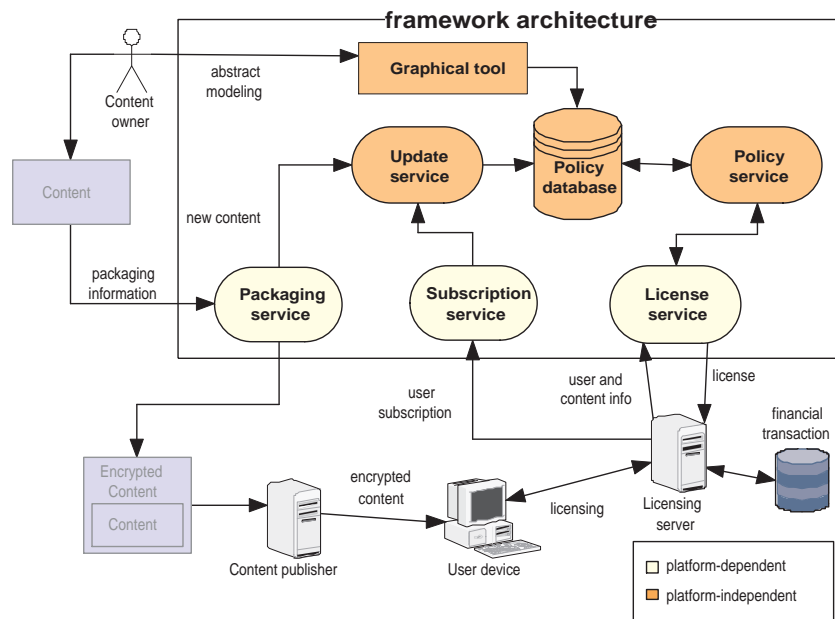 framework architecture
Content
owner
abstract
modeling
Graphical tool
Update
service
Policy
database
Policy
service
Content
new content
packaging
information
Packaging
service
Subscription
service
License
service
user
subscription
user and
content info
license
financial
transaction
Encrypted
Content
Content
encrypted
content
licensing
Licensing
server
Content publisher
User device
platform-dependent
platform-independent